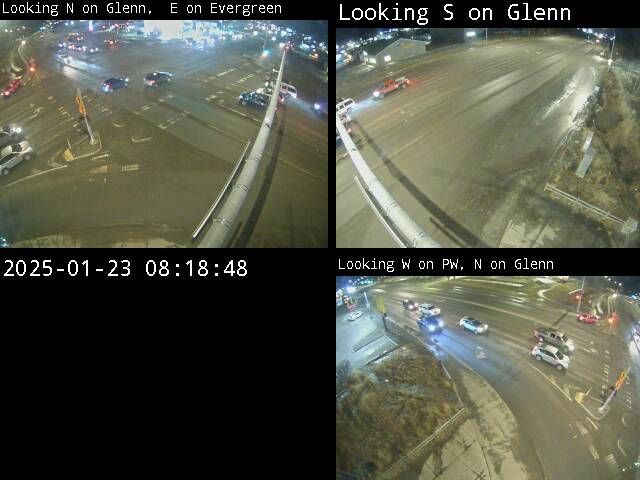 Looking N on Glenn, E on Evergreen
Looking S on Glenn
2025-01-23 08:18:48
Looking W on PW, N on Glenn